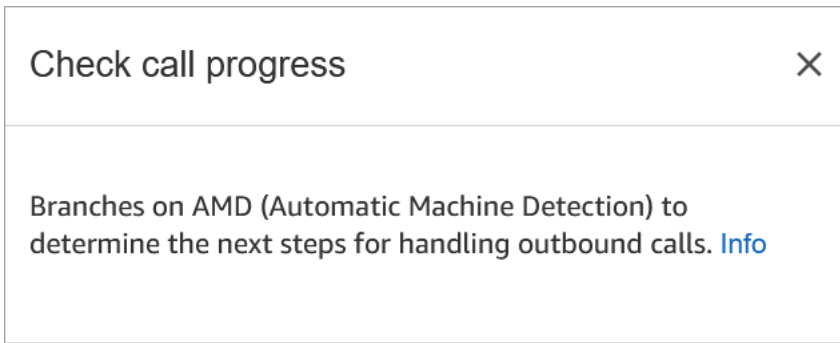 Check call progress
Branches on AMD (Automatic Machine Detection) to
determine the next steps for handling outbound calls. Info